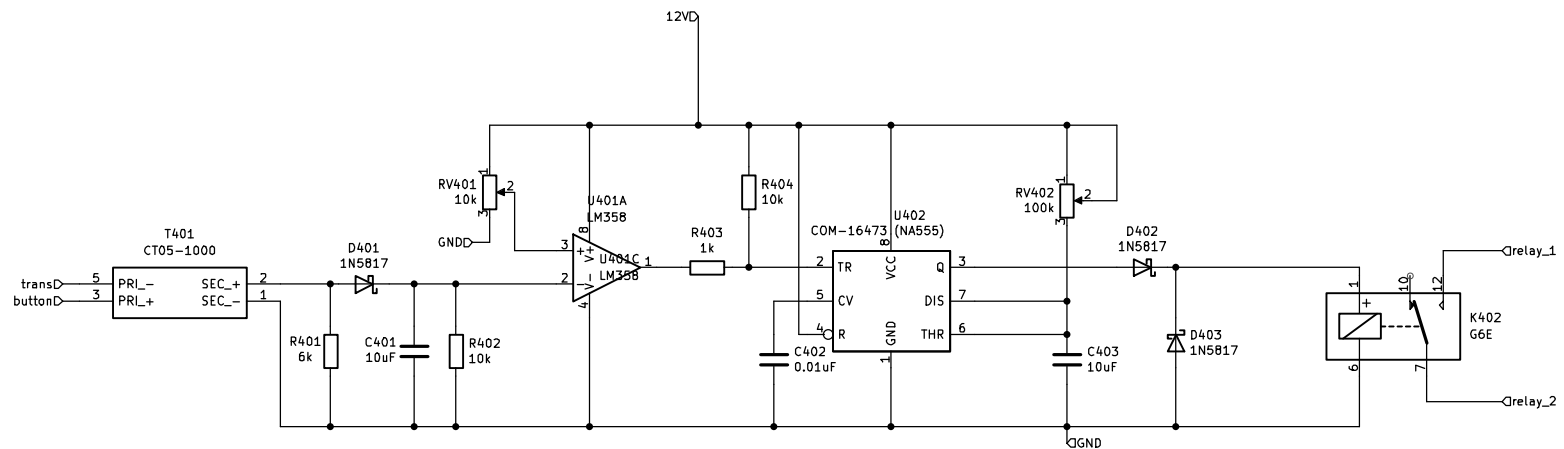 12V
RV401
10k
1
2
3
GND
U401A
LM358
8
3
+
V+
U401C
LM358
1
2
-
V-
4
R403
1k
R404
10k
T401
CT05-1000
trans
5
PRI_-
SEC_+
2
button
3
PRI_+
SEC_-
1
D401
1N5817
R401
6k
C401
10uF
R402
10k
U402
COM-16473 (NA555)
8
VCC
2
TR
Q
3
5
CV
DIS
7
4
R
THR
6
GND
1
C402
0.01uF
RV402
100k
1
2
3
C403
10uF
GND
D402
1N5817
D403
1N5817
relay_1
1
+
10
12
K402
G6E
6
7
relay_2